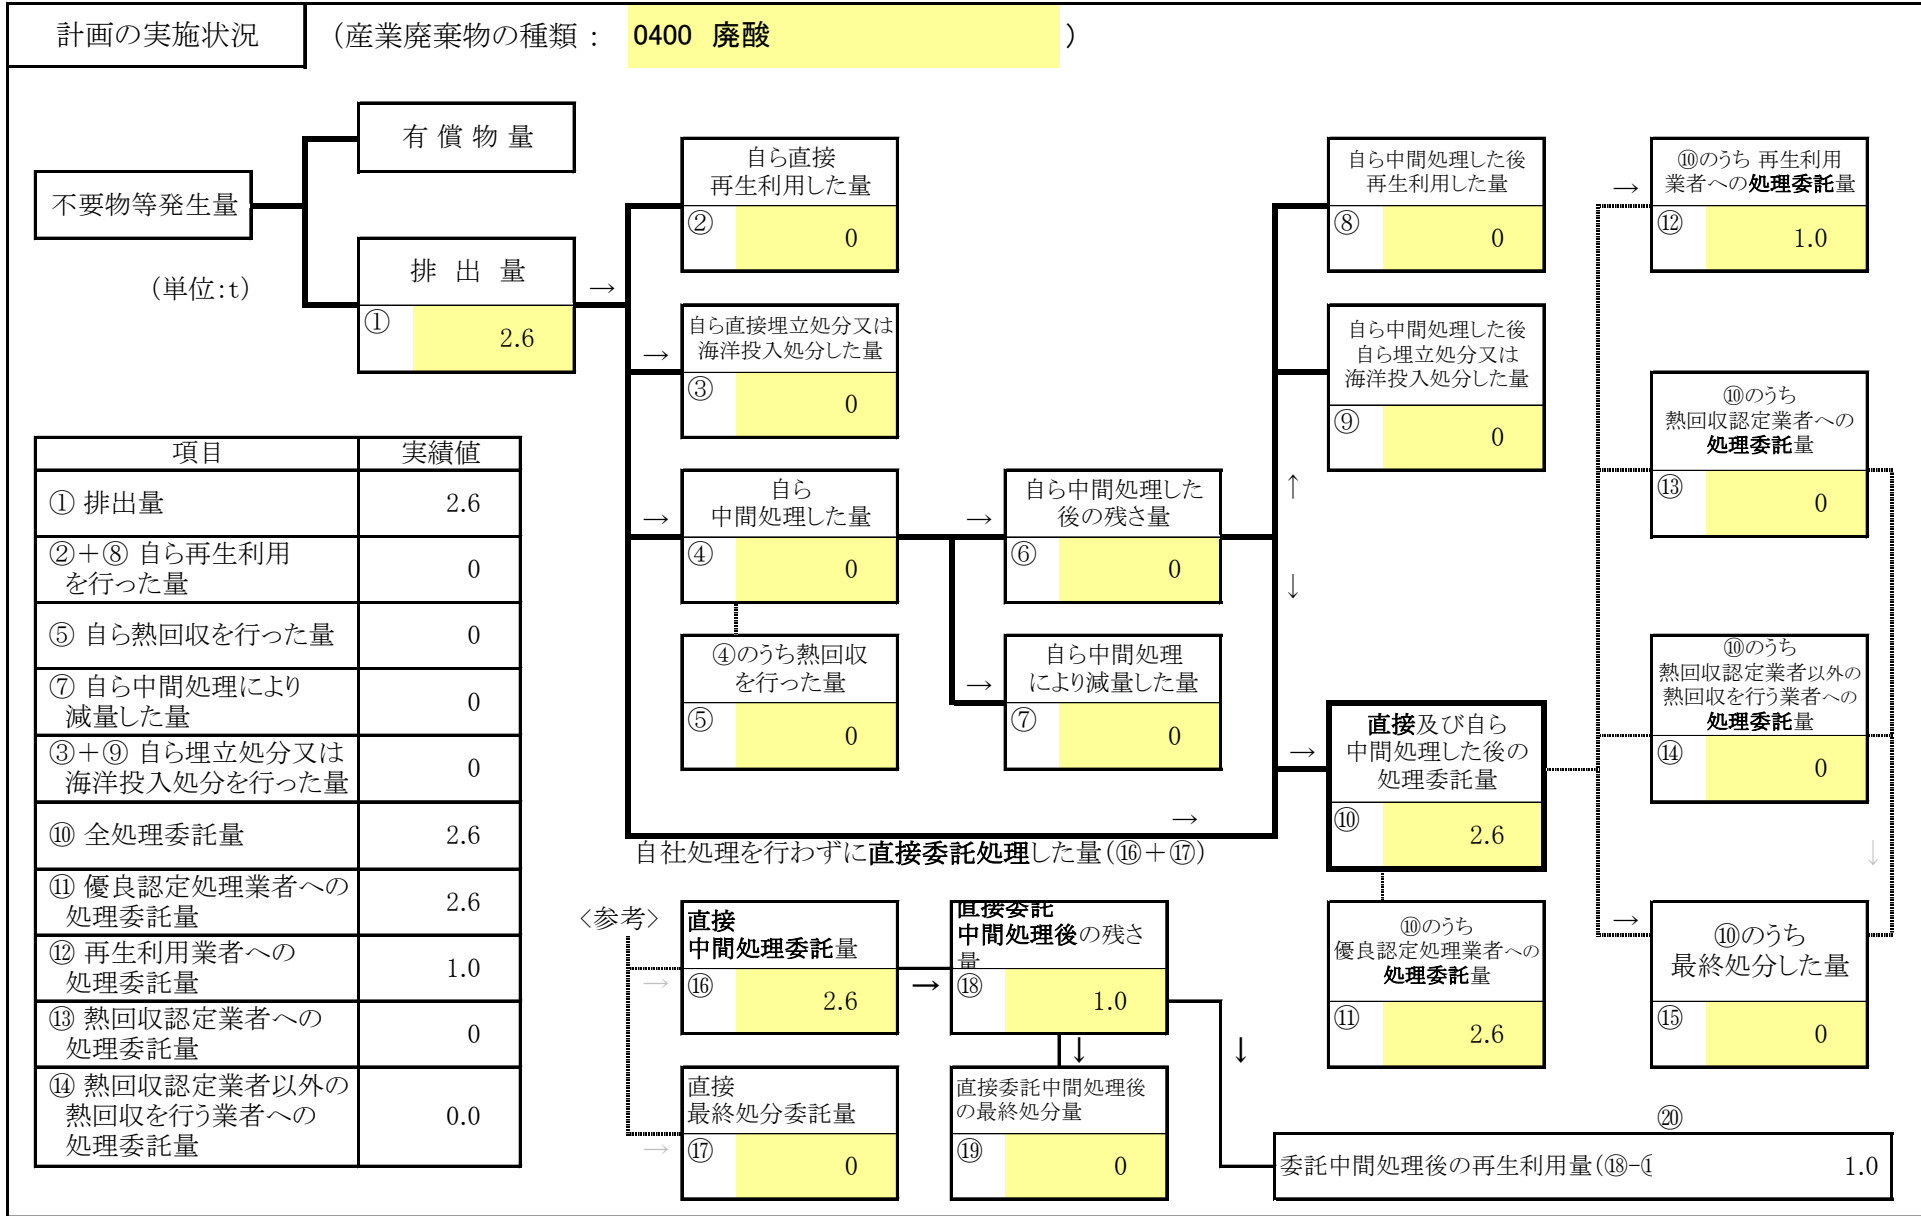 計画の実施状況
(産業廃棄物の種類： 0400 廃酸 )
有償物量
不要物等発生量
(単位:t)
排出量
①
2.6
→
自ら直接
再生利用した量
②
0
自ら直接埋立処分又は
海洋投入処分した量
→
③
0
自ら
中間処理した量
→
④
0
④のうち熱回収
を行った量
⑤
0
自ら中間処理した
後の残さ量
→
⑥
0
自ら中間処理
により減量した量
→
⑦
0
自ら中間処理した後
再生利用した量
⑧
0
自ら中間処理した後
自ら埋立処分又は
海洋投入処分した量
⑨
0
↑
↓
直接及び自ら
中間処理した後の
処理委託量
→
⑩
2.6
→
自社処理を行わずに直接委託処理した量(⑯+⑰)
⑩のうち
優良認定処理業者への
処理委託量
⑪
2.6
⑩のうち 再生利用
業者への処理委託量
→
⑫
1.0
⑩のうち
熱回収認定業者への
処理委託量
⑬
0
⑩のうち
熱回収認定業者以外の
熱回収を行う業者への
処理委託量
⑭
0
↓
→
⑩のうち
最終処分した量
⑮
0
項目 実績値
① 排出量 2.6
②+⑧ 自ら再生利用
を行った量 0
⑤ 自ら熱回収を行った量 0
⑦ 自ら中間処理により
減量した量 0
③+⑨ 自ら埋立処分又は
海洋投入処分を行った量 0
⑩ 全処理委託量 2.6
⑪ 優良認定処理業者への
処理委託量 2.6
⑫ 再生利用業者への
処理委託量 1.0
⑬ 熱回収認定業者への
処理委託量 0
⑭ 熱回収認定業者以外の
熱回収を行う業者への
処理委託量 0.0
〈参考〉
直接
中間処理委託量
→
⑯
2.6
→
直接委託
中間処理後の残さ
量
⑱
1.0
↓
↓
直接
最終処分委託量
→
⑰
0
直接委託中間処理後
の最終処分量
⑲
0
⑳
委託中間処理後の再生利用量(⑱-
1.0